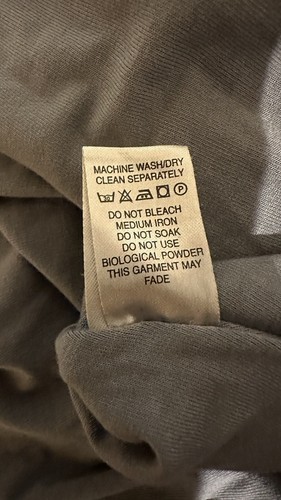 MACHINE WASH/DRY
CLEAN SEPARATELY
P
DO NOT BLEACH
MEDIUM IRON
DO NOT SOAK
DO NOT USE
BIOLOGICAL POWDER
THIS GARMENT MAY
FADE